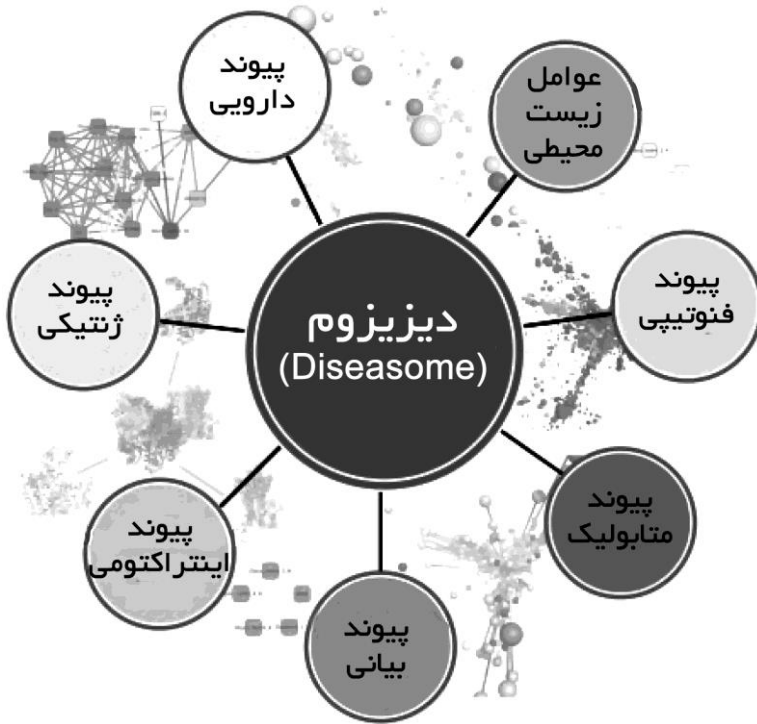 پیوند
دارویی
عوامل
زیست
محیطی
پیوند
فنوتیپی
پیوند
ژنتیکی
دیزیزوم
(Diseasome)
پیوند
متابولیک
پیوند
اینتراکتومی
پیوند
بیانی